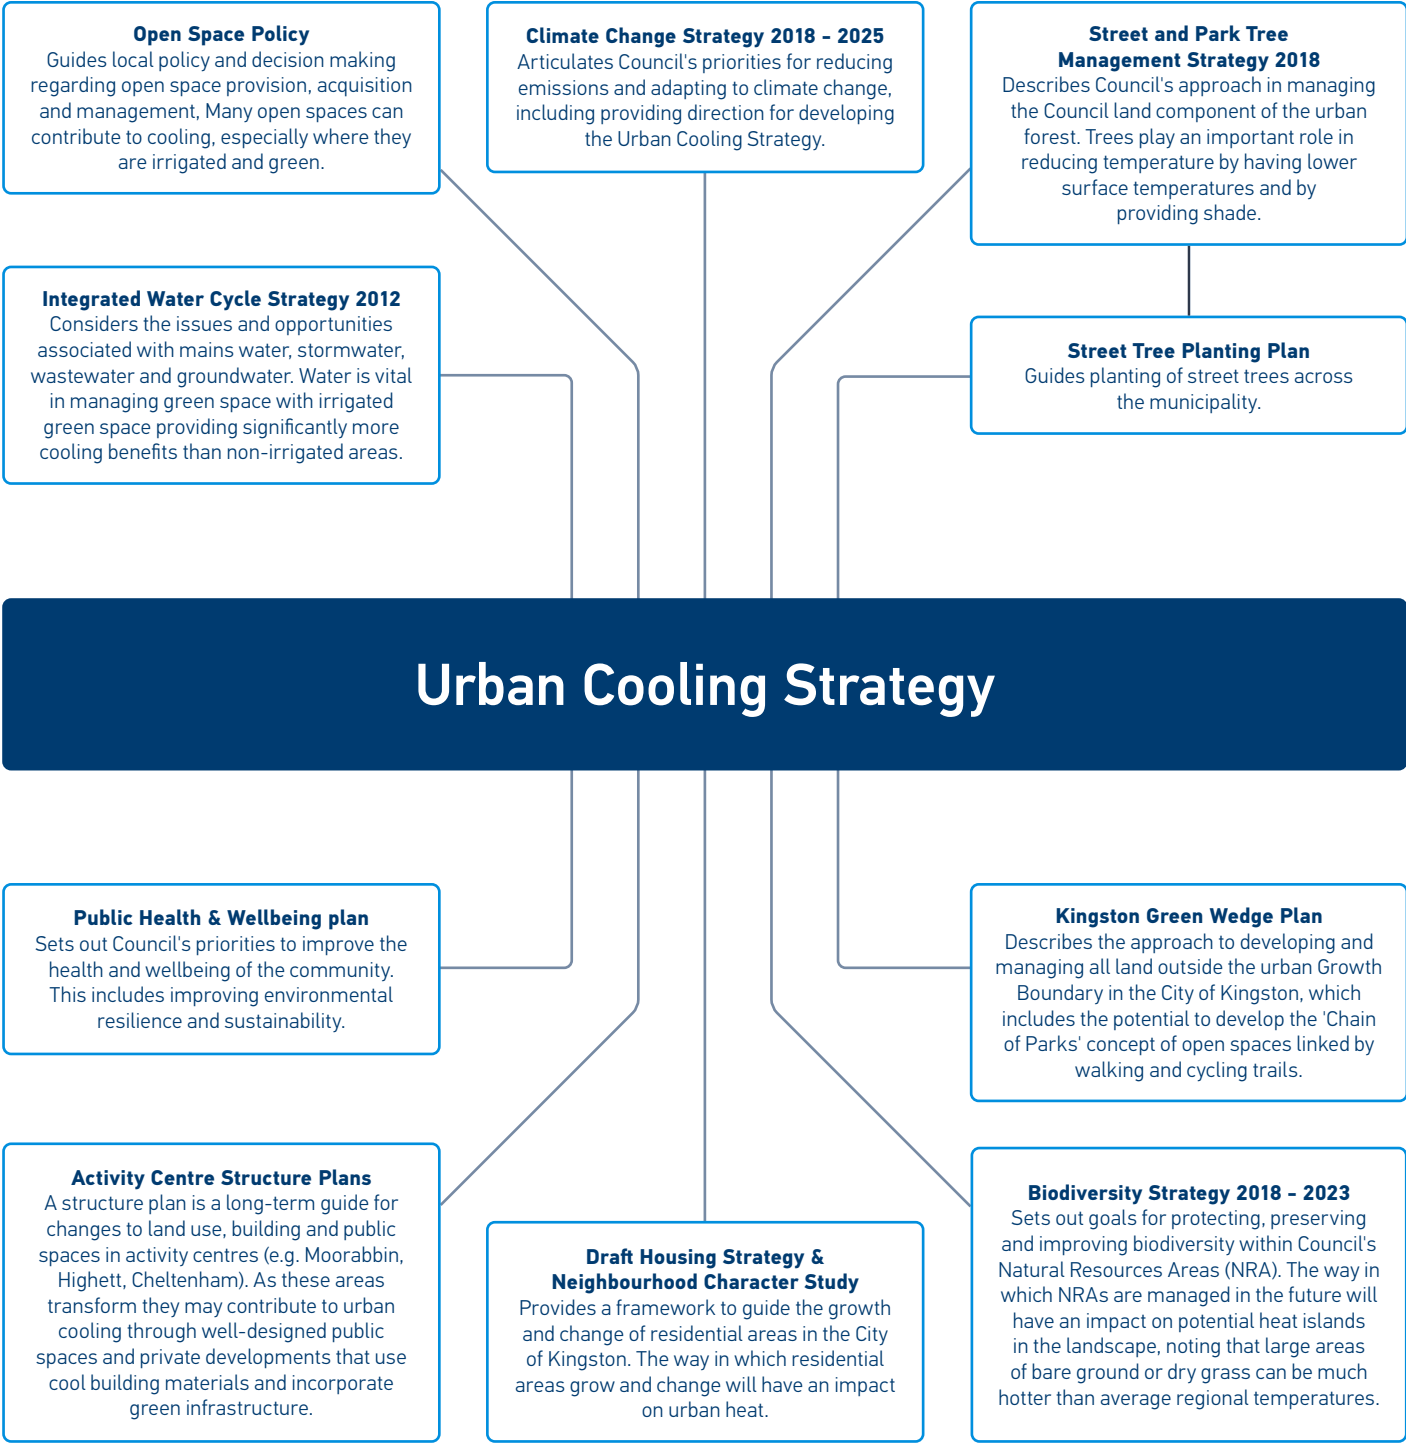 Open Space Policy
Guides local policy and decision making
regarding open space provision, acquisition
and management, Many open spaces can
contribute to cooling, especially where they
are irrigated and green.
Climate Change Strategy 2018 - 2025
Articulates Council's priorities for reducing
emissions and adapting to climate change,
including providing direction for developing
the Urban Cooling Strategy.
Street and Park Tree
Management Strategy 2018
Describes Council's approach in managing
the Council land component of the urban
forest. Trees play an important role in
reducing temperature by having lower
surface temperatures and by
providing shade.
Integrated Water Cycle Strategy 2012
Considers the issues and opportunities
associated with mains water, stormwater,
wastewater and groundwater. Water is vital
in managing green space with irrigated
green space providing significantly more
cooling benefits than non-irrigated areas.
Street Tree Planting Plan
Guides planting of street trees across
the municipality.
Urban Cooling Strategy
Public Health & Wellbeing plan
Sets out Council's priorities to improve the
health and wellbeing of the community.
This includes improving environmental
resilience and sustainability.
Kingston Green Wedge Plan
Describes the approach to developing and
managing all land outside the urban Growth
Boundary in the City of Kingston, which
includes the potential to develop the 'Chain
of Parks' concept of open spaces linked by
walking and cycling trails.
Activity Centre Structure Plans
A structure plan is a long-term guide for
changes to land use, building and public
spaces in activity centres (e.g. Moorabbin,
Highett, Cheltenham). As these areas
transform they may contribute to urban
cooling through well-designed public
spaces and private developments that use
cool building materials and incorporate
green infrastructure.
Draft Housing Strategy &
Neighbourhood Character Study
Provides a framework to guide the growth
and change of residential areas in the City
of Kingston. The way in which residential
areas grow and change will have an impact
on urban heat.
Biodiversity Strategy 2018 - 2023
Sets out goals for protecting, preserving
and improving biodiversity within Council's
Natural Resources Areas (NRA). The way in
which NRAs are managed in the future will
have an impact on potential heat islands
in the landscape, noting that large areas
of bare ground or dry grass can be much
hotter than average regional temperatures.